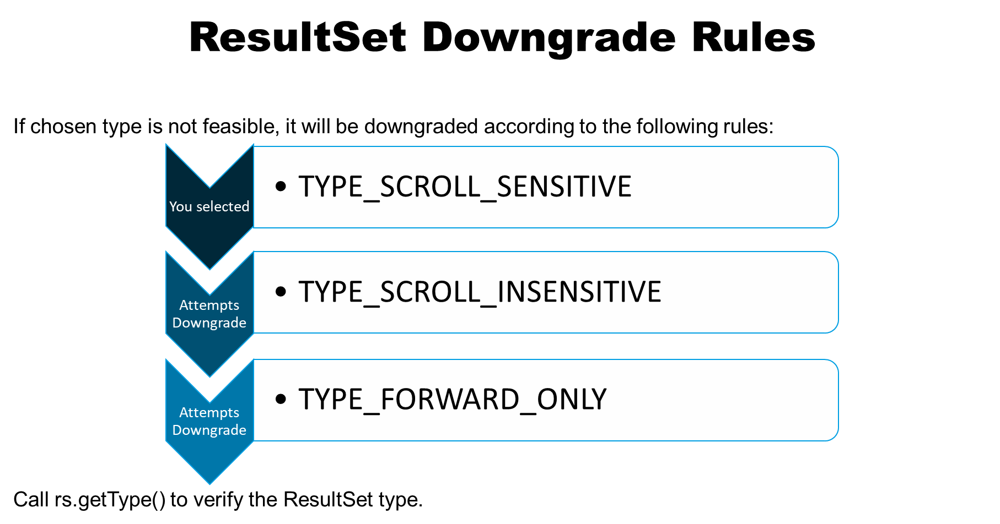 ResultSet Downgrade Rules
If chosen type is not feasible, it will be downgraded according to the following rules:
You selected
• TYPE_SCROLL_SENSITIVE
Attempts
Downgrade
• TYPE_SCROLL_INSENSITIVE
Attempts
Downgrade
• TYPE_FORWARD_ONLY
Call rs.getType() to verify the ResultSet type.